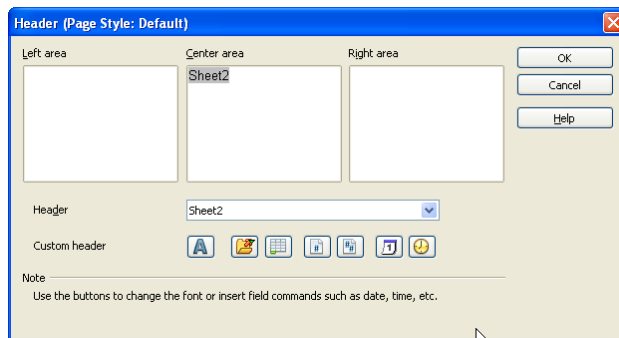 Header (Page Style: Default)
Left area Center area Right area
Sheet2
OK
Cancel
Help
Header Sheet2
Custom header
Note
Use the buttons to change the font or insert field commands such as date, time, etc.